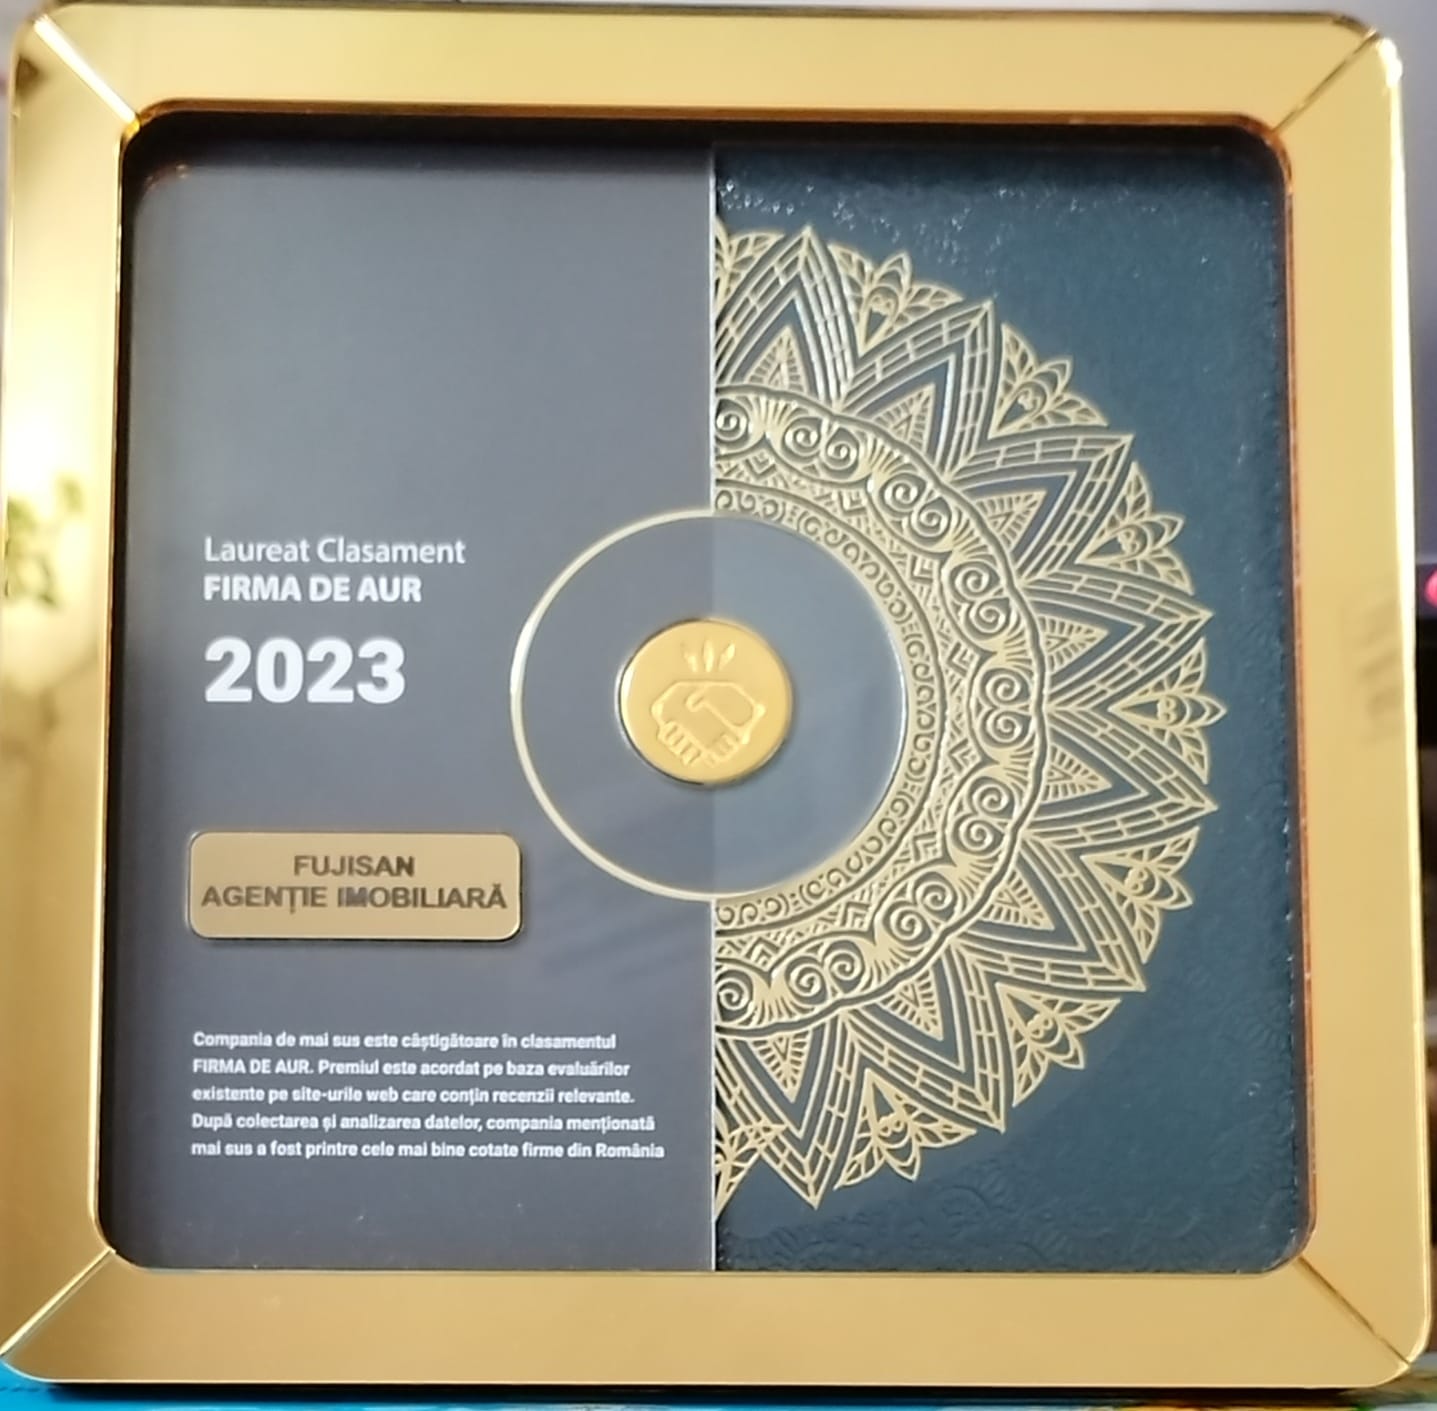 Laureat Clasament
FIRMA DE AUR
2023
FUJISAN
AGENȚIE IMOBILIARĂ
Compania de mai sus este câștigătoare în clasamentul
FIRMA DE AUR. Premiul este acordat pe baza evaluărilor
existente pe site-urile web care conțin recenzii relevante.
După colectarea și analizarea datelor, compania menționată
mai sus a fost printre cele mai bine cotate firme din România